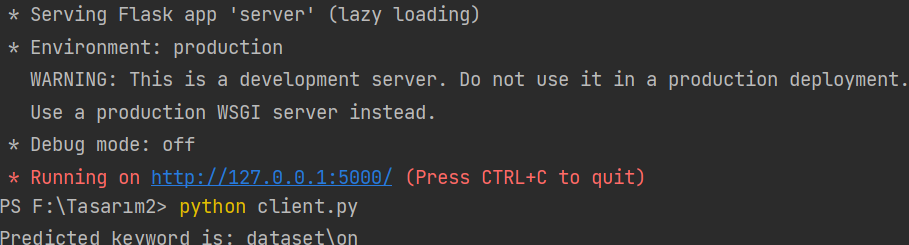 * Serving Flask app 'server' (lazy loading)
* Environment: production
WARNING: This is a development server. Do not use it in a production deployment.
Use a production WSGI server instead.
* Debug mode: off
* Running on http://127.0.0.1:5000/ (Press CTRL+C to quit)
PS F:\Tasarım2> python client.py
Predicted keyword is: dataset\on